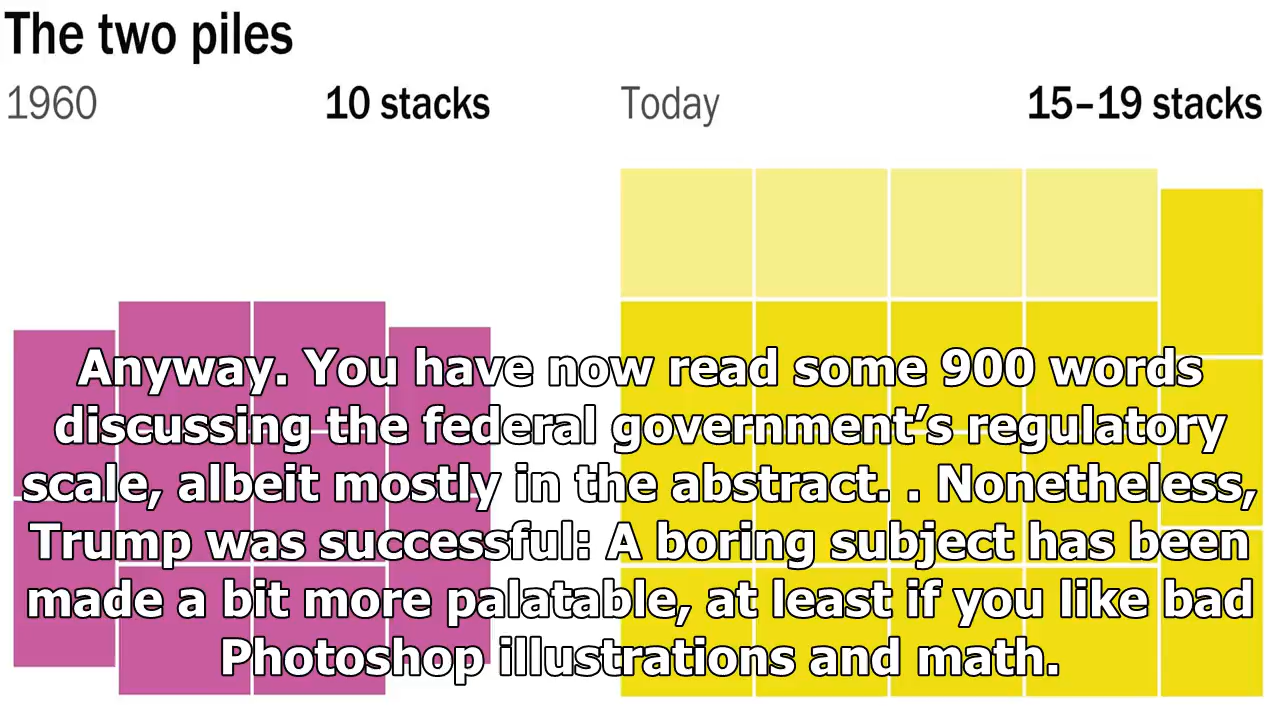 The two piles
1960 10 stacks Today 15–19 stacks
Anyway. You have now read some 900 words
discussing the federal government’s regulatory
scale, albeit mostly in the abstract. . Nonetheless,
Trump was successful: A boring subject has been
made a bit more palatable, at least if you like bad
Photoshop illustrations and math.